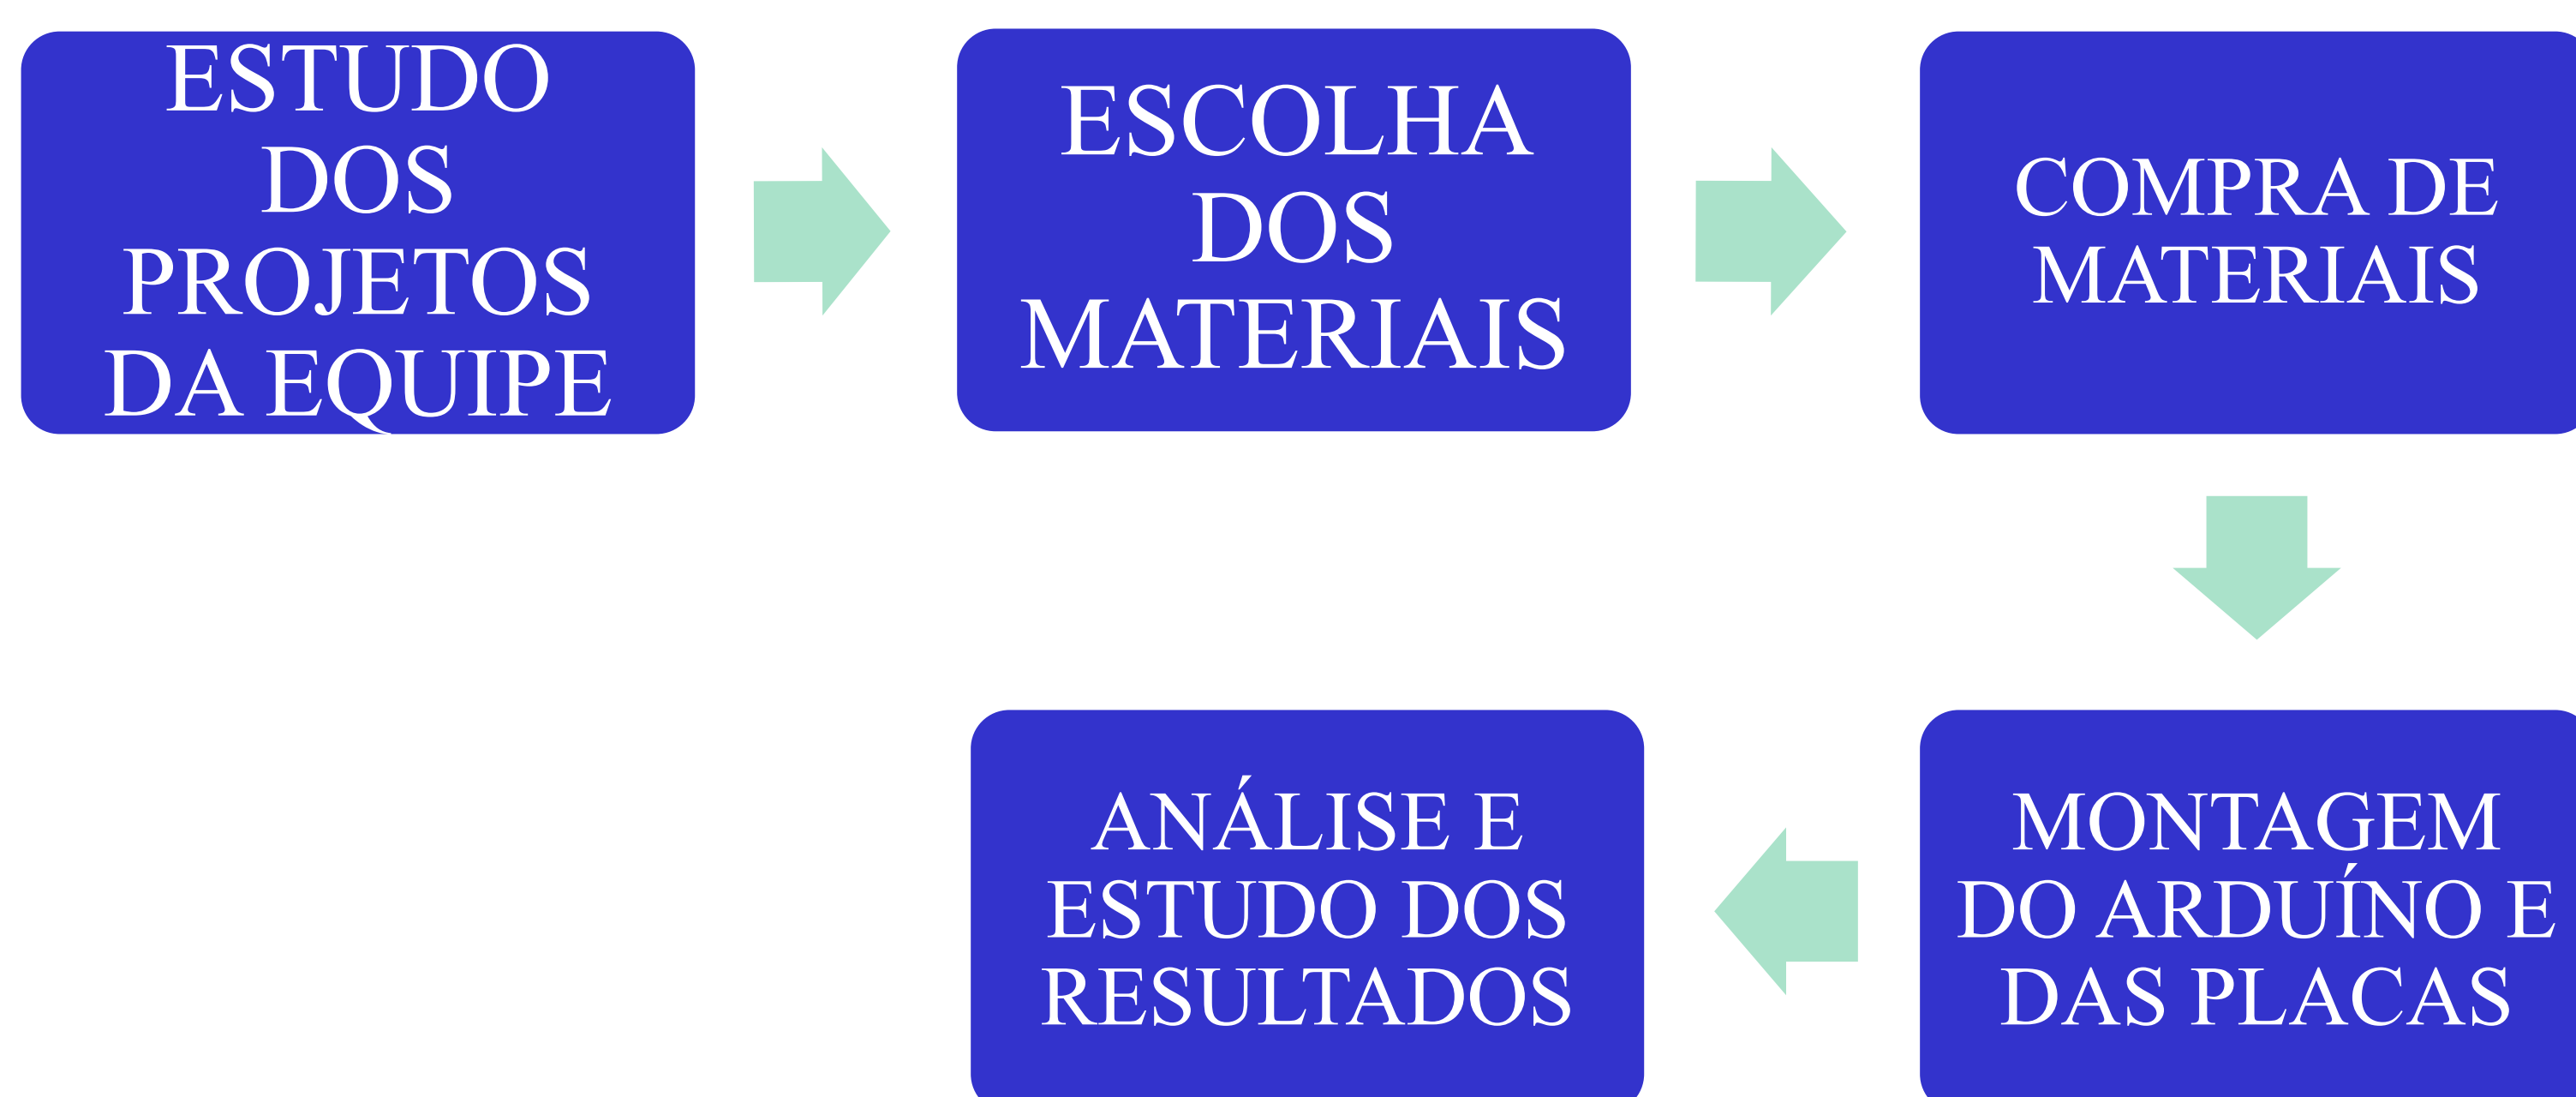 ESTUDO
DOS
PROJETOS
DA EQUIPE
ESCOLHA
DOS
MATERIAIS
COMPRA DE
MATERIAIS
MONTAGEM
DO ARDUÍNO E
DAS PLACAS
ANÁLISE E
ESTUDO DOS
RESULTADOS